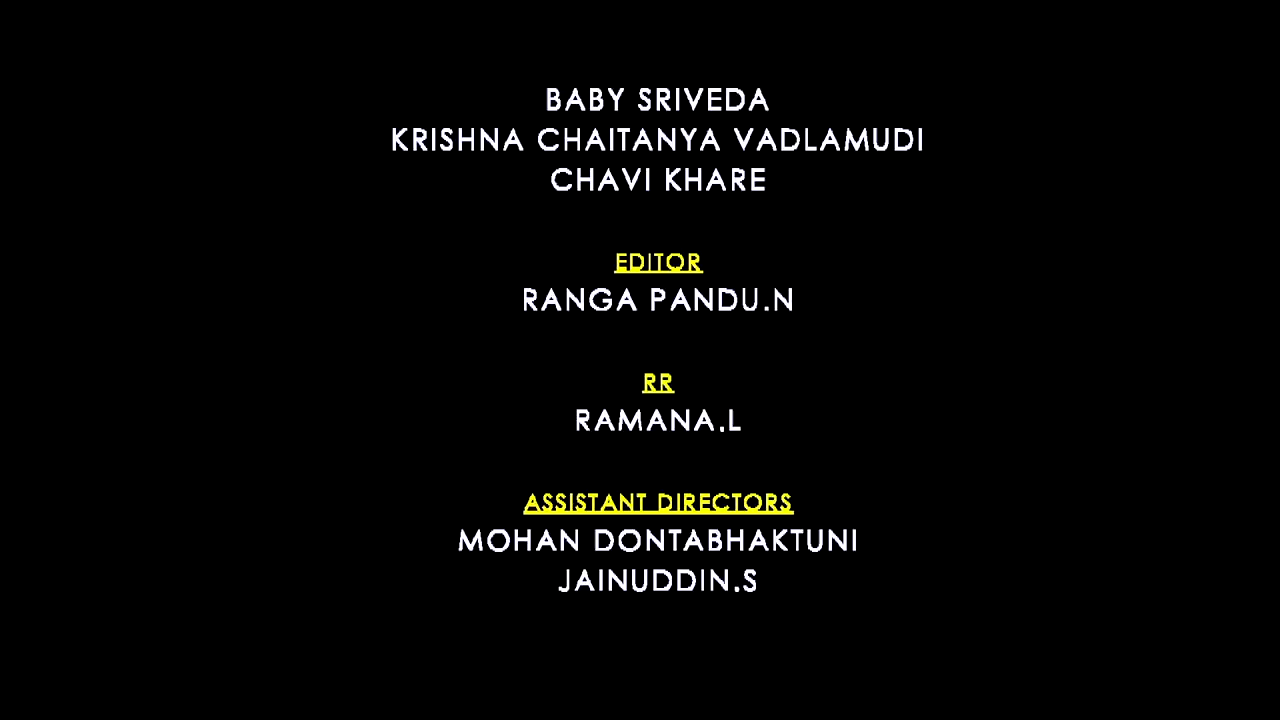 BABY SRIVEDA
KRISHNA CHAITANYA VADLAMUDI
CHAVI KHARE
EDITOR
RANGA PANDU.N
RR
RAMANA.L
ASSISTANT DIRECTORS
MOHAN DONTABHAKTUNI
JAINUDDIN.S